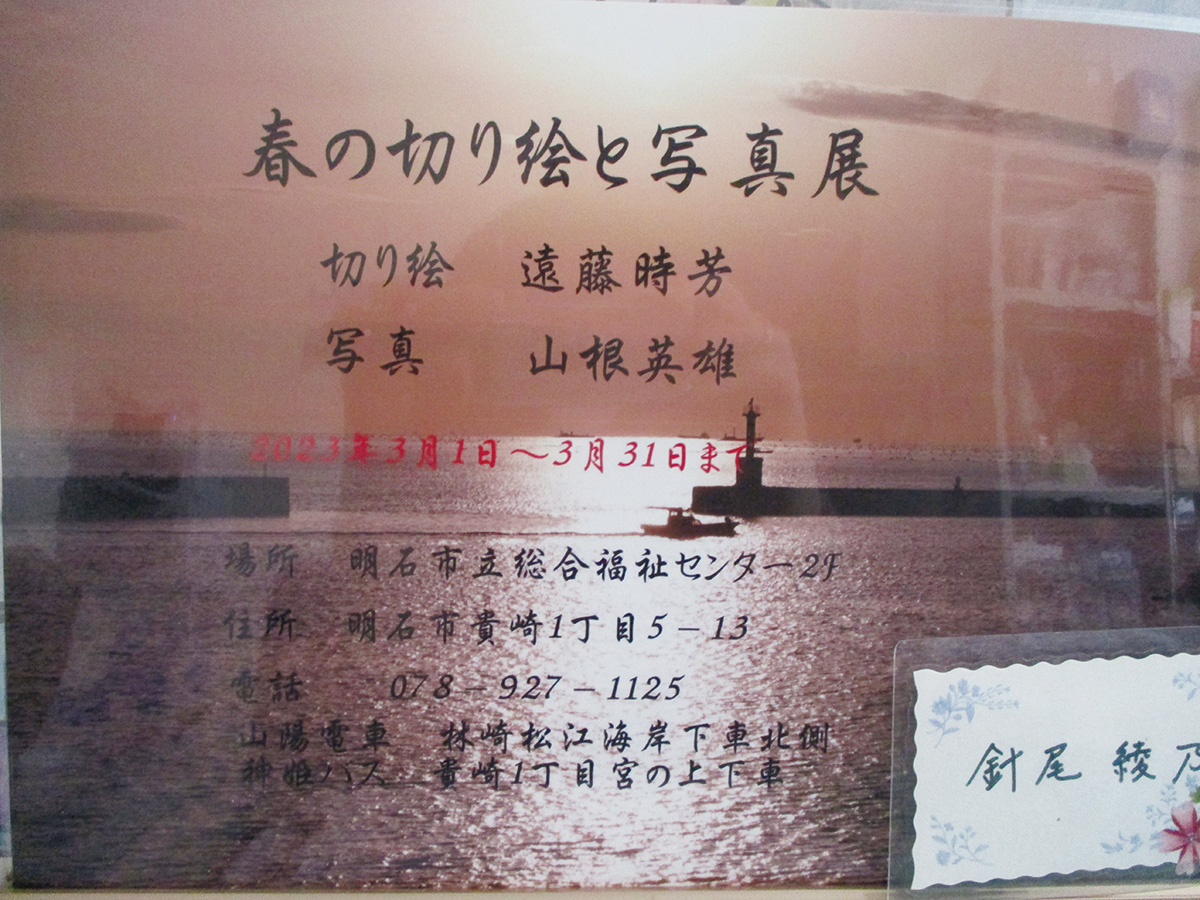 春の切り絵と写真展
切り絵 遠藤時芳
写真 山根英雄
2023年3月1日～3月31日まで
場所 明石市立総合福祉センター2F
住所 明石市貴崎1丁目5－13
電話 078－927－1125
山陽電車 林崎松江海岸下車北側
神姫バス 貴崎1丁目宮の上下車
針尾 綾乃